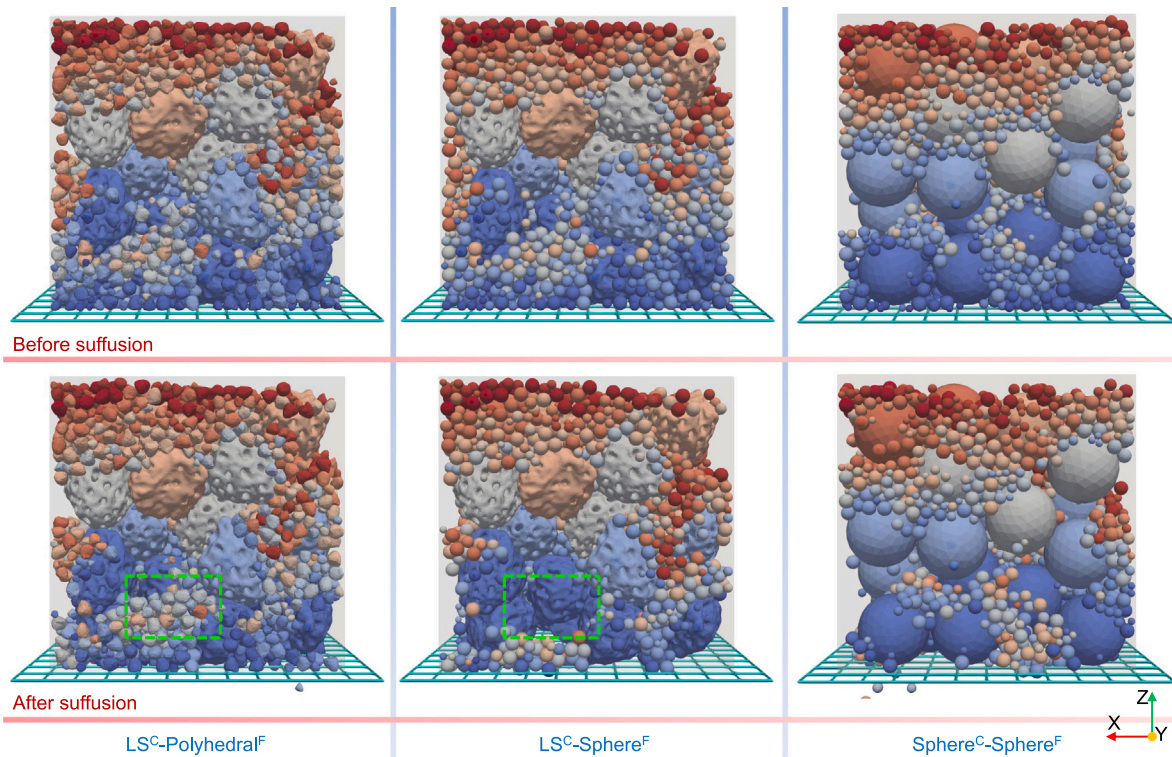 Before suffusion
After suffusion
Z
X
Y
LSᶜ-Polyhedralᶠ
LSᶜ-Sphereᶠ
Sphereᶜ-Sphereᶠ